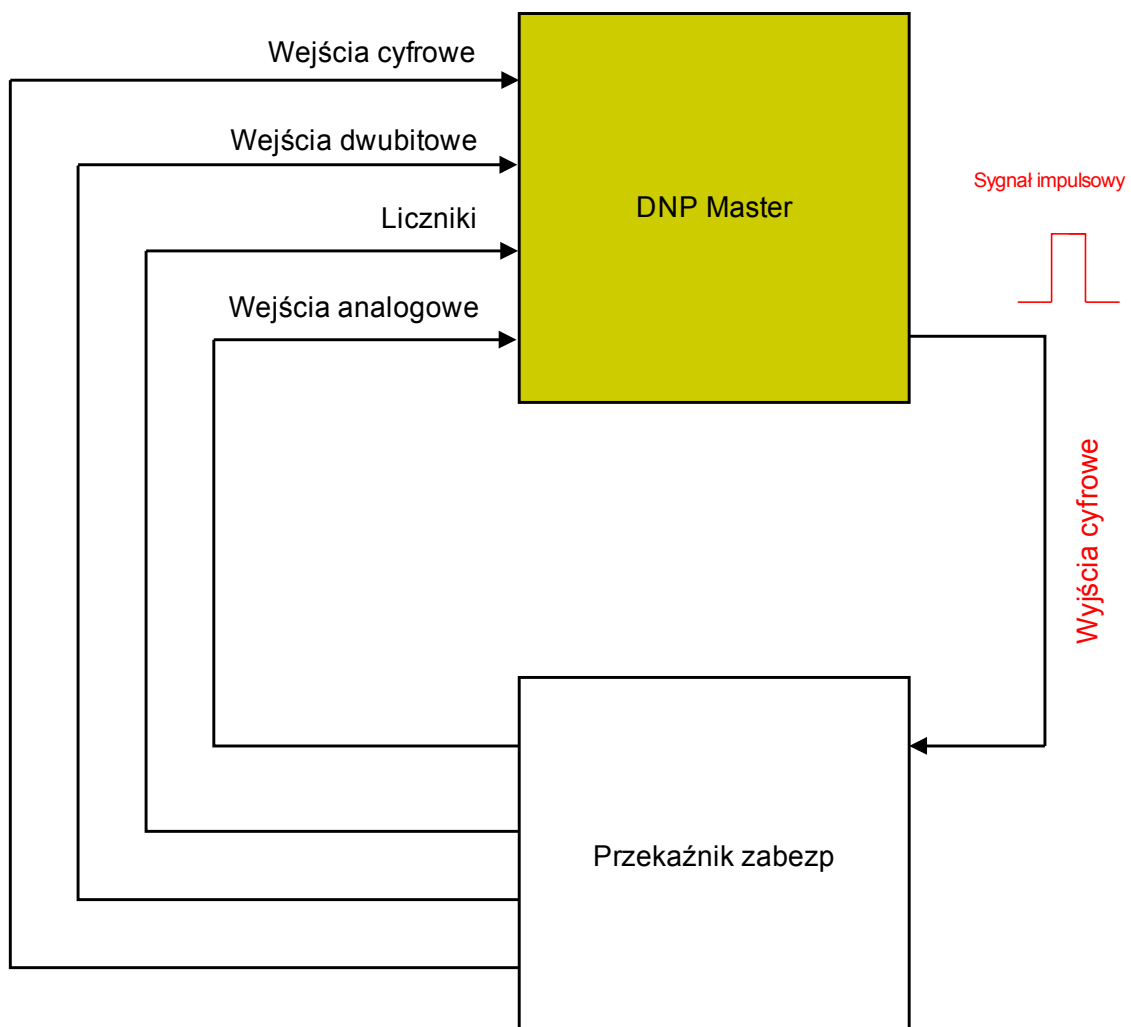 Wejścia cyfrowe
Wejścia dwubitowe
Liczniki
Wejścia analogowe
DNP Master
Sygnał impulsowy
Wyjścia cyfrowe
Przekaźnik zabezp